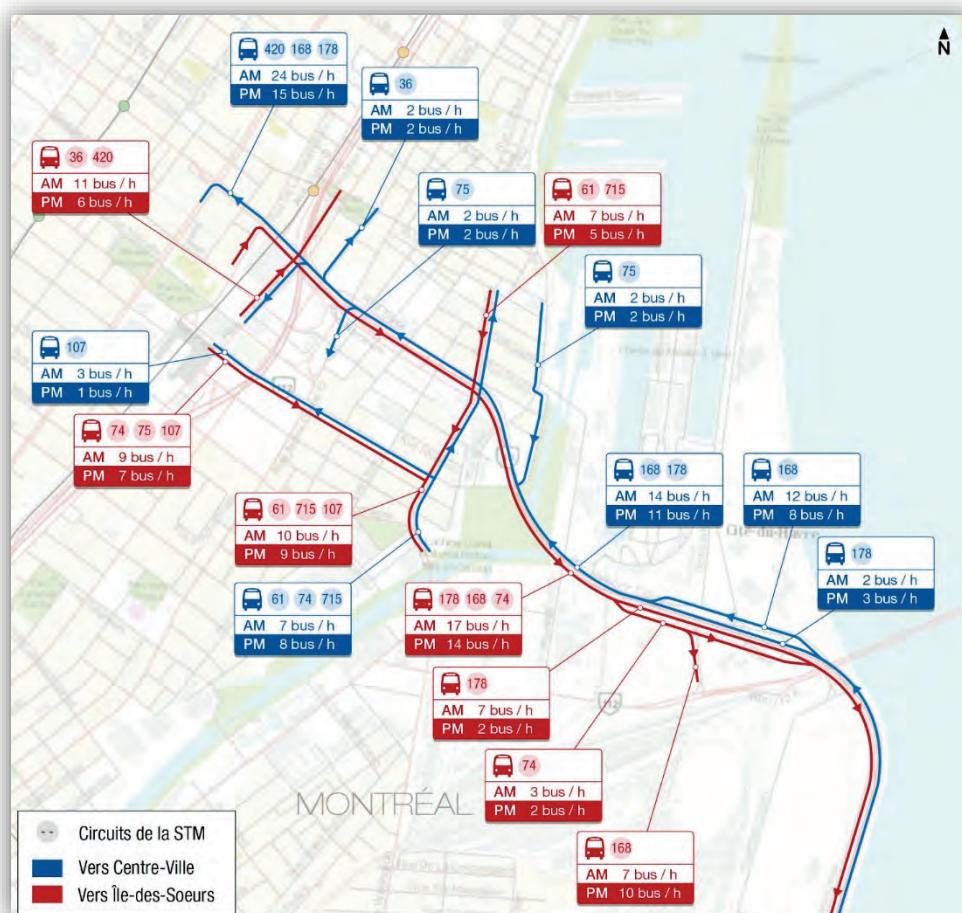 N
420 168 178
AM 24 bus / h
PM 15 bus / h
36
AM 2 bus / h
PM 2 bus / h
36 420
AM 11 bus / h
PM 6 bus / h
75
AM 2 bus / h
PM 2 bus / h
61 715
AM 7 bus / h
PM 5 bus / h
75
AM 2 bus / h
PM 2 bus / h
107
AM 3 bus / h
PM 1 bus / h
112
74 75 107
AM 9 bus / h
PM 7 bus / h
61 715 107
AM 10 bus / h
PM 9 bus / h
168 178
AM 14 bus / h
PM 11 bus / h
168
AM 12 bus / h
PM 8 bus / h
Cité-du-Havre
178
AM 2 bus / h
PM 3 bus / h
61 74 715
AM 7 bus / h
PM 8 bus / h
178 168 74
AM 17 bus / h
PM 14 bus / h
178
AM 7 bus / h
PM 2 bus / h
112
74
AM 3 bus / h
PM 2 bus / h
MONTRÉAL
168
AM 7 bus / h
PM 10 bus / h
Circuits de la STM
Vers Centre-Ville
Vers Île-des-Soeurs